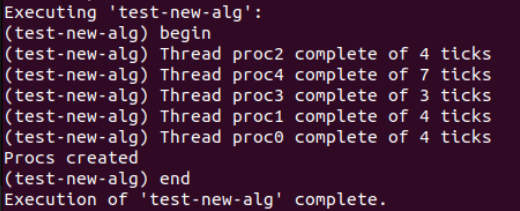 Executing 'test-new-alg':
(test-new-alg) begin
(test-new-alg) Thread proc2 complete of 4 ticks
(test-new-alg) Thread proc4 complete of 7 ticks
(test-new-alg) Thread proc3 complete of 3 ticks
(test-new-alg) Thread proc1 complete of 4 ticks
(test-new-alg) Thread proc0 complete of 4 ticks
Procs created
(test-new-alg) end
Execution of 'test-new-alg' complete.